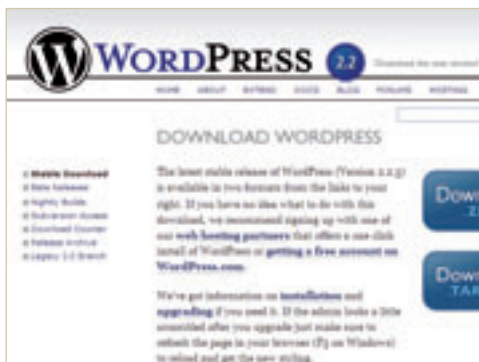 WORDPRESS 2.2
Download the new version!
HOME ABOUT EXTEND DOCS BLOG FORUMS HOSTING
DOWNLOAD WORDPRESS
Stable Download
Beta Releases
Nightly Builds
Subversion Access
Download Counter
Release Archive
Legacy 2.0 Branch
The latest stable release of WordPress (Version 2.2.3)
is available in two formats from the links to your
right. If you have no idea what to do with this
download, we recommend signing up with one of
our web hosting partners that offers a one click
install of WordPress or getting a free account on
WordPress.com.
We've got information on installation and
upgrading if you need it. If the admin looks a little
unstyled after you upgrade just make sure to
refresh the page in your browser (F5 on Windows)
to reload and get the new styling.
Down
Z
Down
TAR